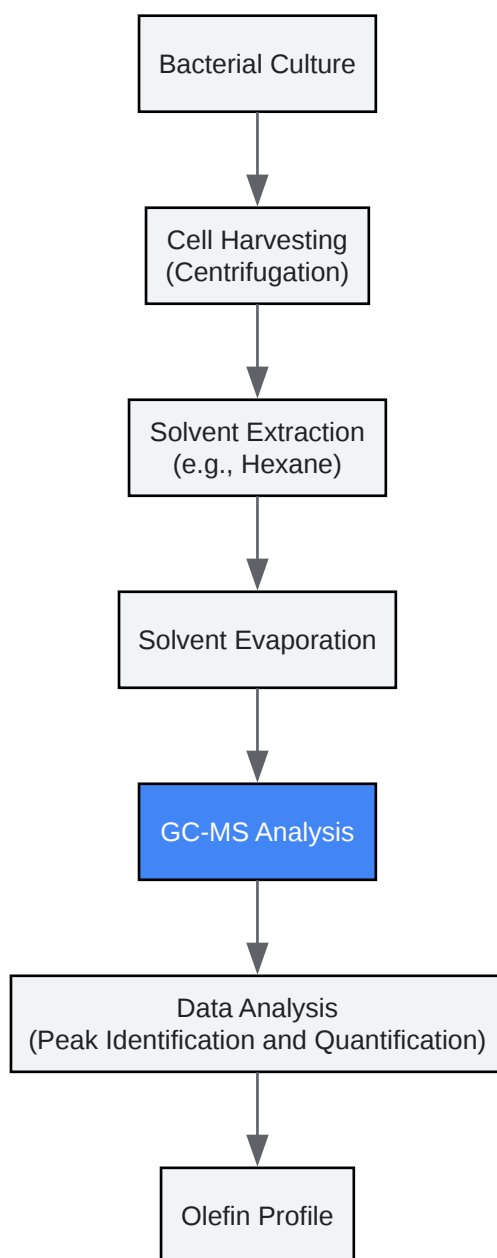 Bacterial Culture
Cell Harvesting
(Centrifugation)
Solvent Extraction
(e.g., Hexane)
Solvent Evaporation
GC-MS Analysis
Data Analysis
(Peak Identification and Quantification)
Olefin Profile